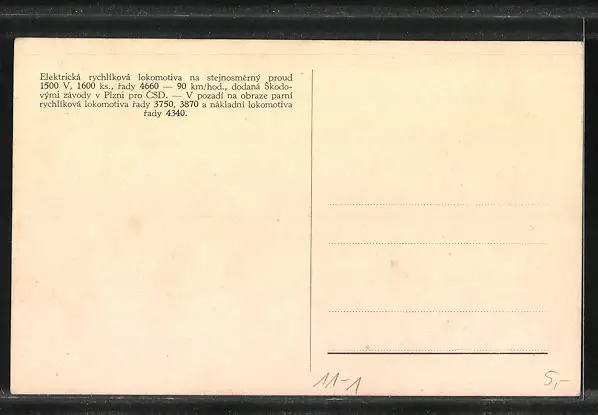 Elektrická rychlíková lokomotiva na stejnosměrný proud
1500 V, 1600 ks., řady 4660 — 90 km/hod., dodaná Škodo-
vými závody v Plzni pro ČSD. — V pozadí na obraze parní
rychlíková lokomotiva řady 3750, 3870 a nákladní lokomotiva
řady 4340.
11-1
5,-